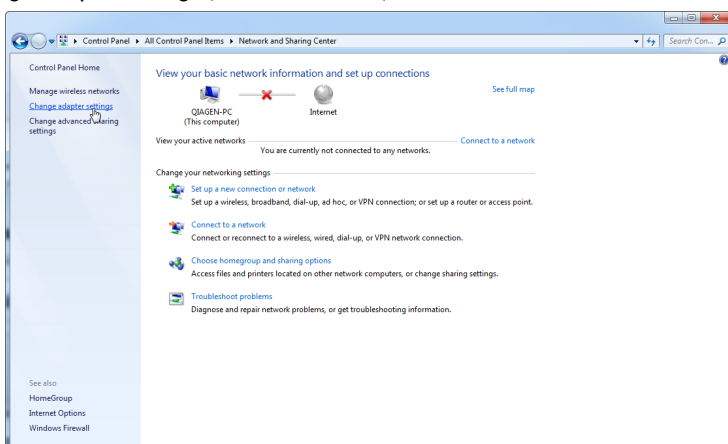 Control Panel ▸ All Control Panel Items ▸ Network and Sharing Center
Search Con...
Control Panel Home
Manage wireless networks
Change adapter settings
Change advanced sharing
settings
See also
HomeGroup
Internet Options
Windows Firewall
View your basic network information and set up connections
See full map
QIAGEN-PC
(This computer)
Internet
View your active networks
Connect to a network
You are currently not connected to any networks.
Change your networking settings
Set up a new connection or network
Set up a wireless, broadband, dial-up, ad hoc, or VPN connection; or set up a router or access point.
Connect to a network
Connect or reconnect to a wireless, wired, dial-up, or VPN network connection.
Choose homegroup and sharing options
Access files and printers located on other network computers, or change sharing settings.
Troubleshoot problems
Diagnose and repair network problems, or get troubleshooting information.